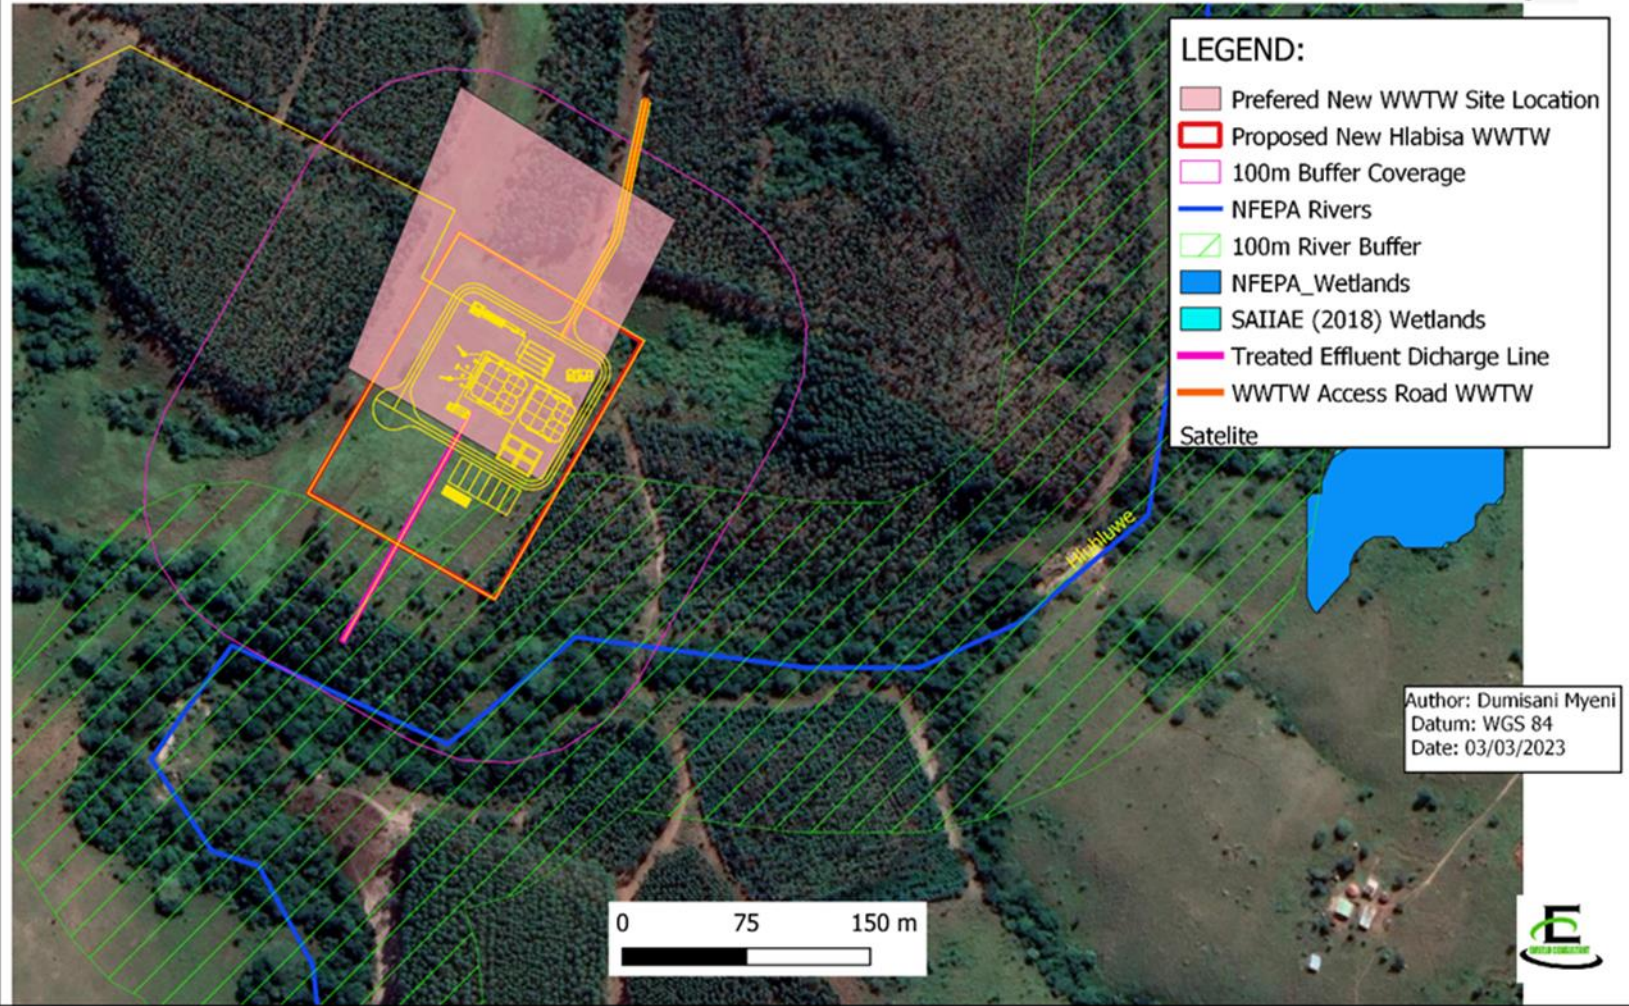 LEGEND:
Prefered New WWTW Site Location
Proposed New Hlabisa WWTW
100m Buffer Coverage
NFEPA Rivers
100m River Buffer
NFEPA_Wetlands
SAIIAE (2018) Wetlands
Treated Effluent Dicharge Line
WWTW Access Road WWTW
Satelite
Hluhluwe
Author: Dumisani Myeni
Datum: WGS 84
Date: 03/03/2023
0 75 150 m
E